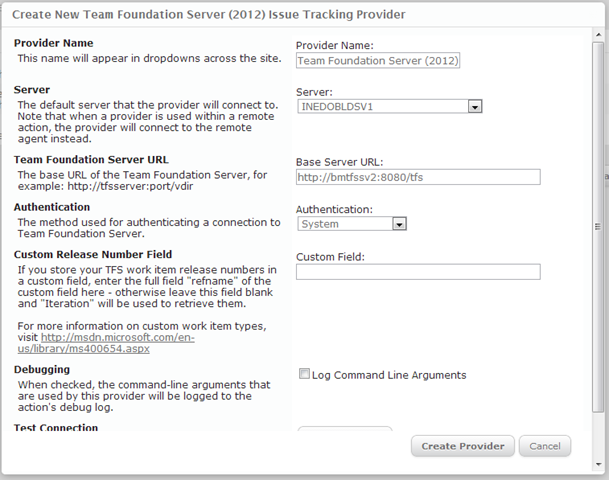 Create New Team Foundation Server (2012) Issue Tracking Provider
Provider Name
This name will appear in dropdowns across the site.
Provider Name:
Team Foundation Server (2012)
Server
The default server that the provider will connect to.
Note that when a provider is used within a remote
action, the provider will connect to the remote
agent instead.
Server:
INEDOBLDSV1
Team Foundation Server URL
The base URL of the Team Foundation Server, for
example: http://tfsserver:port/vdir
Base Server URL:
http://bmtfssv2:8080/tfs
Authentication
The method used for authenticating a connection to
Team Foundation Server.
Authentication:
System
Custom Release Number Field
If you store your TFS work item release numbers in
a custom field, enter the full field "refname" of the
custom field here - otherwise leave this field blank
and "Iteration" will be used to retrieve them.
For more information on custom work item types,
visit http://msdn.microsoft.com/en-
us/library/ms400654.aspx
Custom Field:
Debugging
When checked, the command-line arguments that
are used by this provider will be logged to the
action's debug log.
Log Command Line Arguments
Test Connection
Create Provider
Cancel